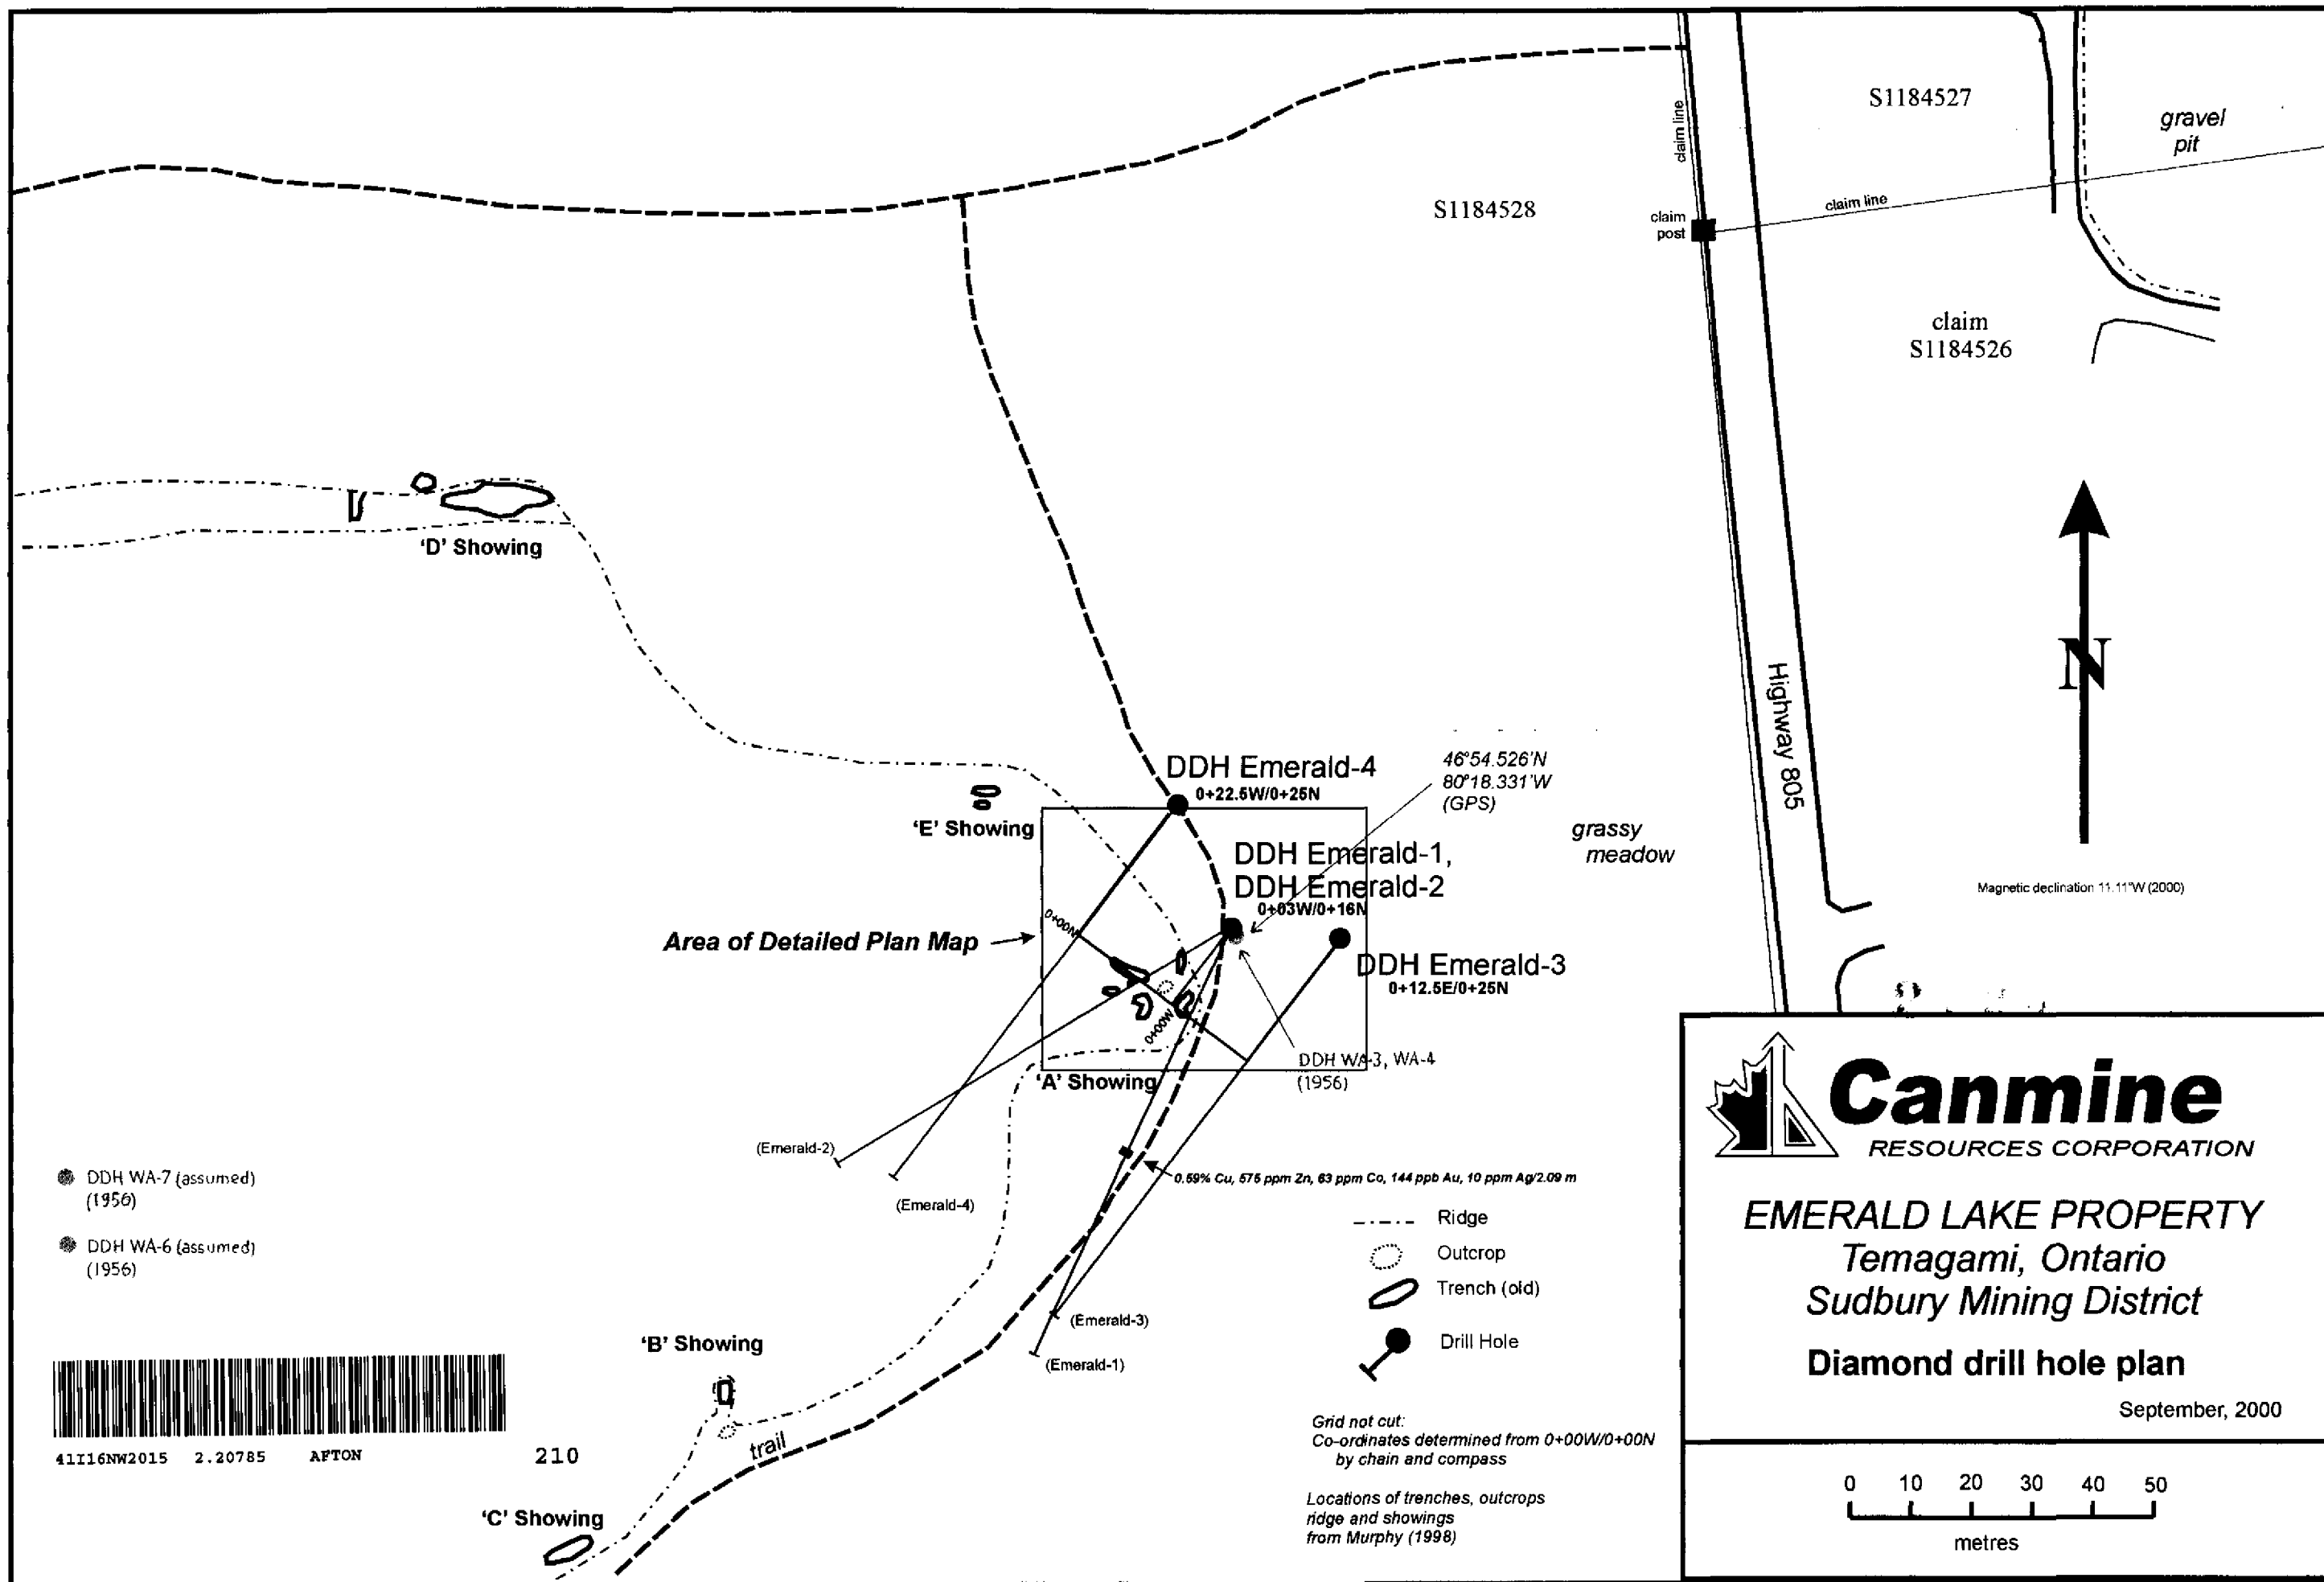 S1184527
gravel
pit
claim line
S1184528
claim
post
claim line
claim
S1184526
'D' Showing
N
Highway 805
DDH Emerald-4
0+22.5W/0+25N
46°54.526'N
80°18.331'W
(GPS)
'E' Showing
grassy
meadow
DDH Emerald-1,
DDH Emerald-2
0+03W/0+16N
Magnetic declination 11.11°W (2000)
0+00N
Area of Detailed Plan Map
DDH Emerald-3
0+12.5E/0+25N
0+00W
DDH WA-3, WA-4
(1956)
'A' Showing
(Emerald-2)
(Emerald-4)
0.59% Cu, 575 ppm Zn, 63 ppm Co, 144 ppb Au, 10 ppm Ag/2.09 m
DDH WA-7 (assumed)
(1956)
DDH WA-6 (assumed)
(1956)
Ridge
Outcrop
Trench (old)
Drill Hole
(Emerald-3)
(Emerald-1)
'B' Showing
trail
'C' Showing
41I16NW2015 2.20785 AFTON 210
Grid not cut:
Co-ordinates determined from 0+00W/0+00N
by chain and compass
Locations of trenches, outcrops
ridge and showings
from Murphy (1998)
Canmine
RESOURCES CORPORATION
EMERALD LAKE PROPERTY
Temagami, Ontario
Sudbury Mining District
Diamond drill hole plan
September, 2000
0 10 20 30 40 50
metres